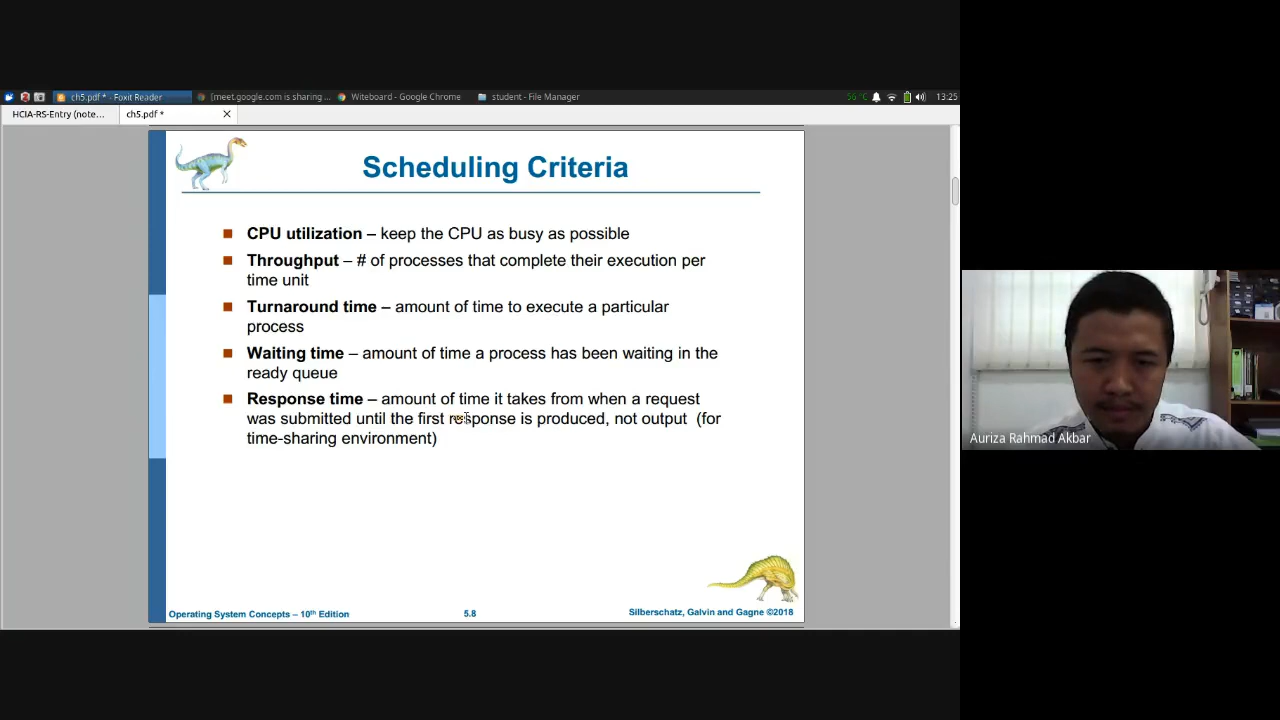 ch5.pdf * - Foxit Reader
[meet.google.com is sharing ...
Witeboard - Google Chrome
student - File Manager
56°C
13:25
HCIA-RS-Entry (note...
ch5.pdf *
Scheduling Criteria
CPU utilization – keep the CPU as busy as possible
Throughput – # of processes that complete their execution per
time unit
Turnaround time – amount of time to execute a particular
process
Waiting time – amount of time a process has been waiting in the
ready queue
Response time – amount of time it takes from when a request
was submitted until the first response is produced, not output (for
time-sharing environment)
Operating System Concepts – 10th Edition
5.8
Silberschatz, Galvin and Gagne ©2018
Auriza Rahmad Akbar